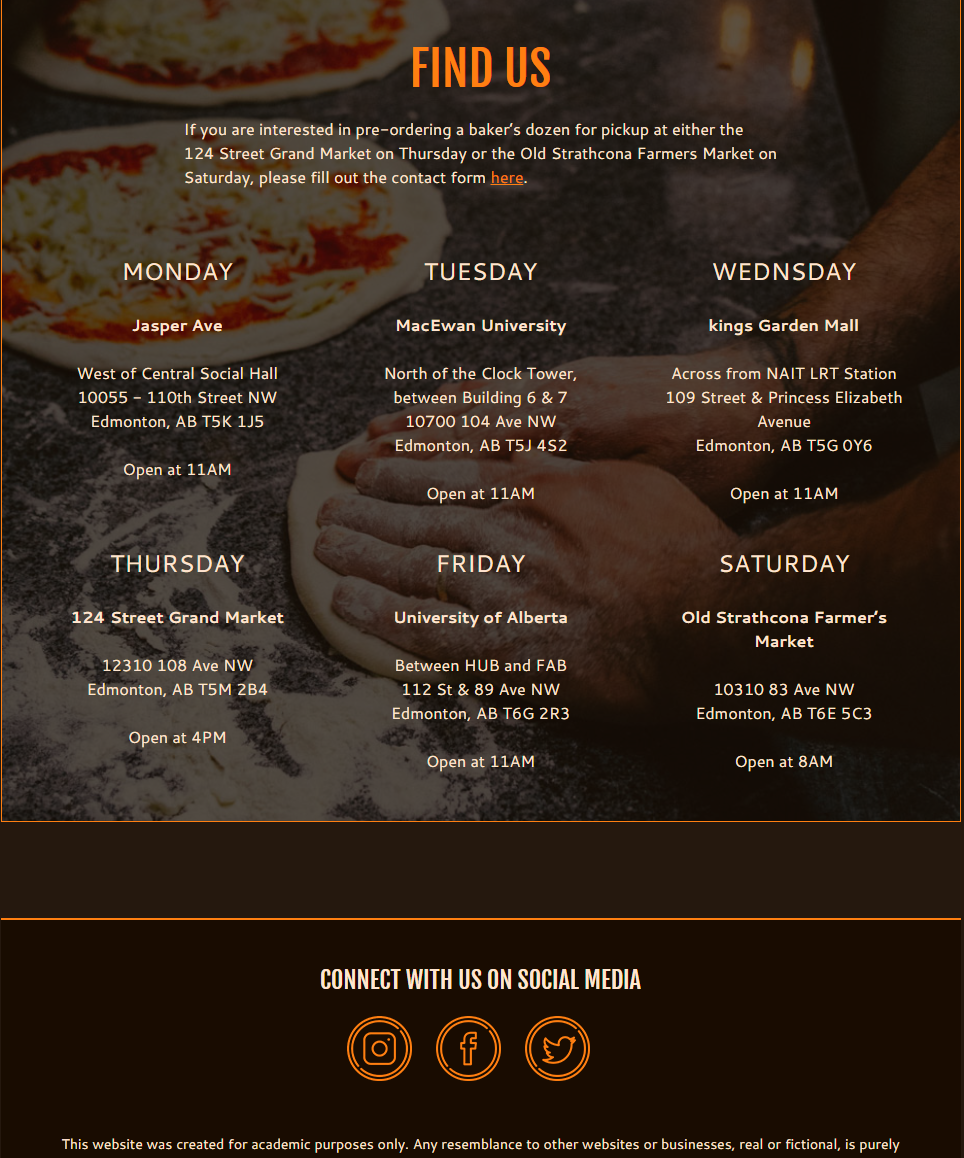 FIND US
If you are interested in pre-ordering a baker's dozen for pickup at either the
124 Street Grand Market on Thursday or the Old Strathcona Farmers Market on
Saturday, please fill out the contact form here.
MONDAY
Jasper Ave
West of Central Social Hall
10055 - 110th Street NW
Edmonton, AB T5K 1J5
Open at 11AM
TUESDAY
MacEwan University
North of the Clock Tower,
between Building 6 & 7
10700 104 Ave NW
Edmonton, AB T5J 4S2
Open at 11AM
WEDNSDAY
kings Garden Mall
Across from NAIT LRT Station
109 Street & Princess Elizabeth
Avenue
Edmonton, AB T5G 0Y6
Open at 11AM
THURSDAY
124 Street Grand Market
12310 108 Ave NW
Edmonton, AB T5M 2B4
Open at 4PM
FRIDAY
University of Alberta
Between HUB and FAB
112 St & 89 Ave NW
Edmonton, AB T6G 2R3
Open at 11AM
SATURDAY
Old Strathcona Farmer's
Market
10310 83 Ave NW
Edmonton, AB T6E 5C3
Open at 8AM
CONNECT WITH US ON SOCIAL MEDIA
This website was created for academic purposes only. Any resemblance to other websites or businesses, real or fictional, is purely